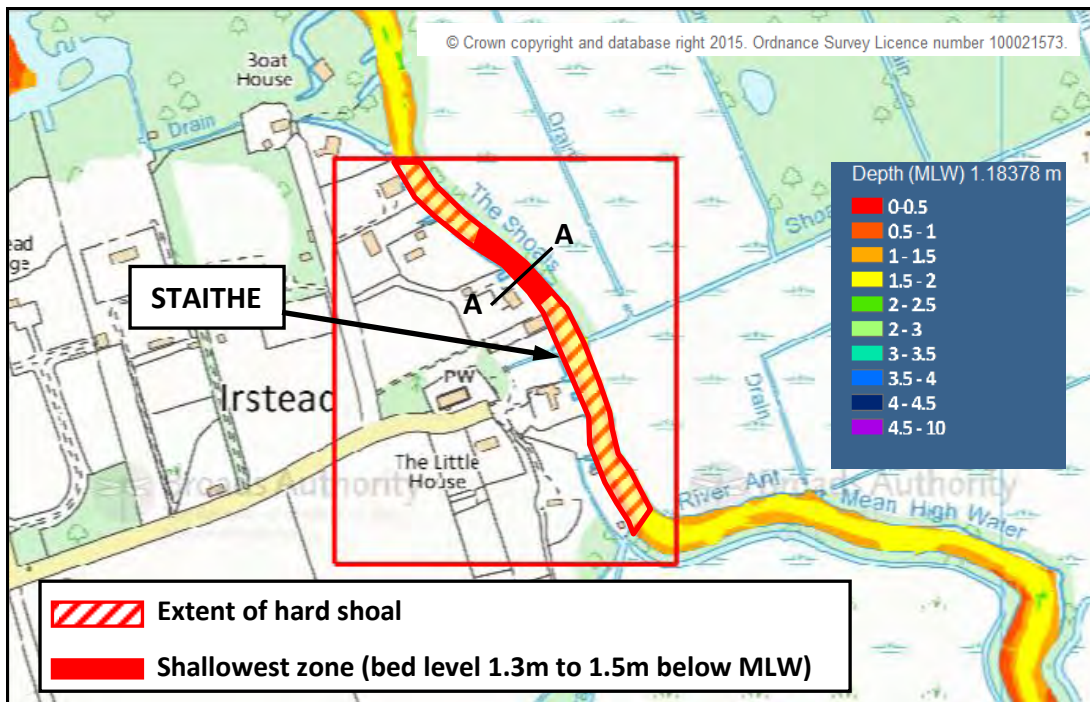 © Crown copyright and database right 2015. Ordnance Survey Licence number 100021573.
Boat
House
Drain
Drain
The Shoals
A
A
STAITHE
PW
Irstead
The Little
House
Drain
River Ant
Mean High Water
Broads Authority
Authority
Depth (MLW) 1.18378 m
0-0.5
0.5 - 1
1 - 1.5
1.5 - 2
2 - 2.5
2 - 3
3 - 3.5
3.5 - 4
4 - 4.5
4.5 - 10
Extent of hard shoal
Shallowest zone (bed level 1.3m to 1.5m below MLW)